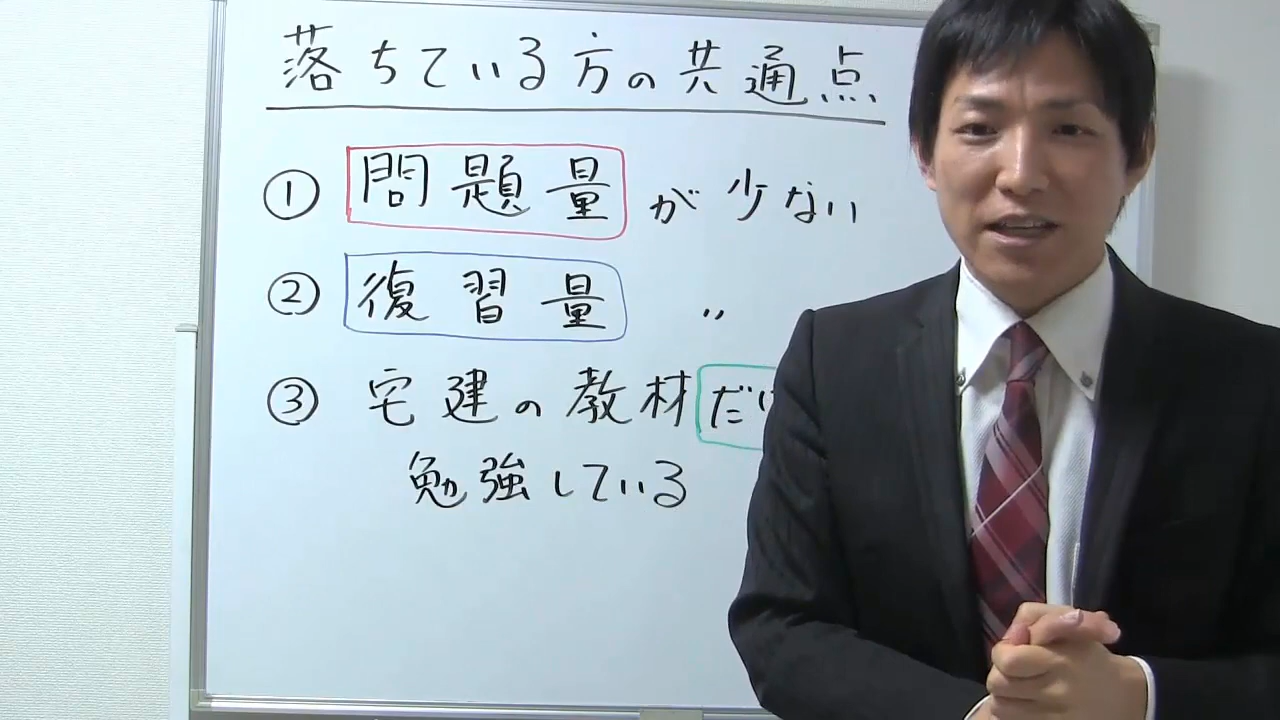 落ちている方の共通点
① 問題量が少ない
② 復習量 〃
③ 宅建の教材だ
勉強している